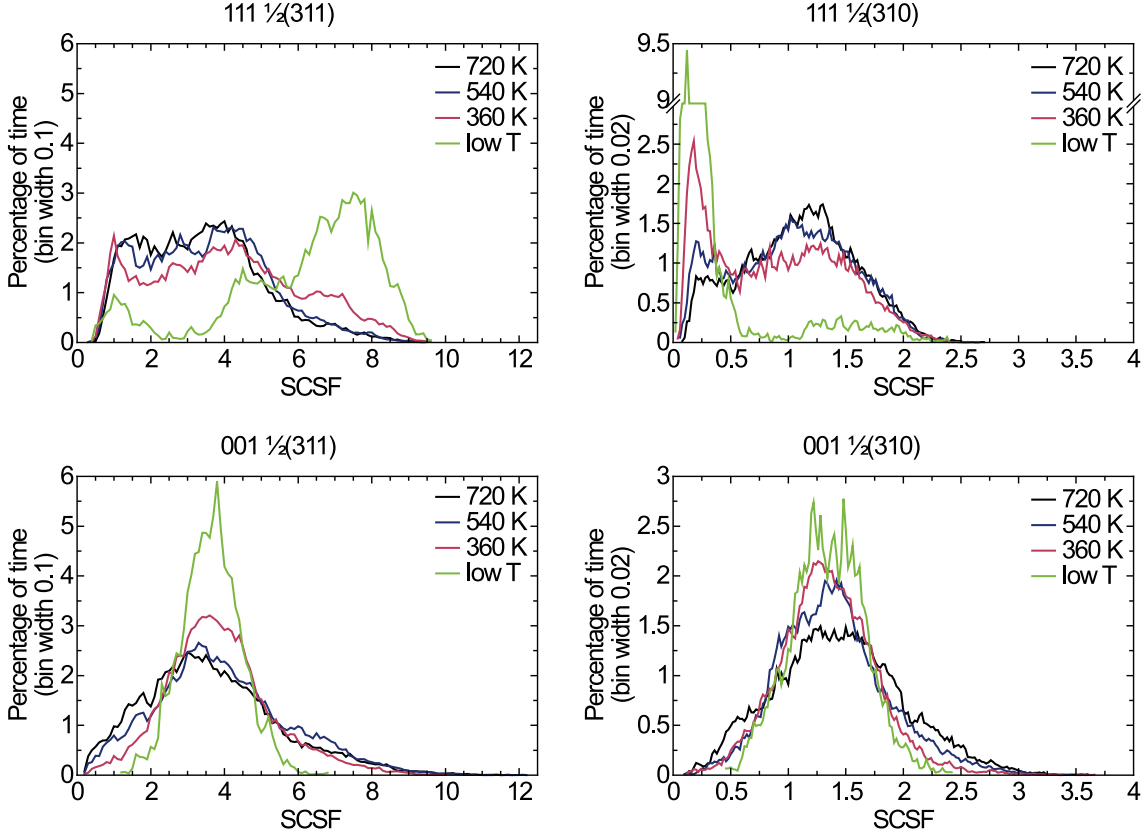 111 ½(311)
6
5
4
3
2
1
0
0 2 4 6 8 10 12
Percentage of time
(bin width 0.1)
SCSF
720 K
540 K
360 K
low T
111 ½(310)
9.5
9
2.5
2
1.5
1
0.5
0
0 0.5 1 1.5 2 2.5 3 3.5 4
Percentage of time
(bin width 0.02)
SCSF
720 K
540 K
360 K
low T
001 ½(311)
6
5
4
3
2
1
0
0 2 4 6 8 10 12
Percentage of time
(bin width 0.1)
SCSF
720 K
540 K
360 K
low T
001 ½(310)
3
2.5
2
1.5
1
0.5
0
0 0.5 1 1.5 2 2.5 3 3.5 4
Percentage of time
(bin width 0.02)
SCSF
720 K
540 K
360 K
low T